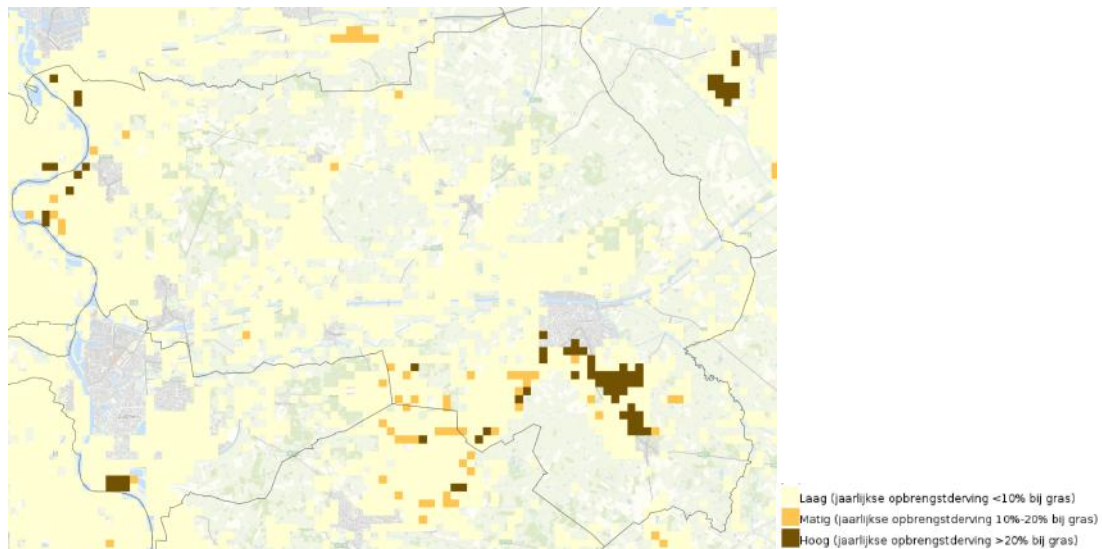 Laag (jaarlijkse opbrengstderving <10% bij gras)
Matig (jaarlijkse opbrengstderving 10%-20% bij gras)
Hoog (jaarlijkse opbrengstderving >20% bij gras)